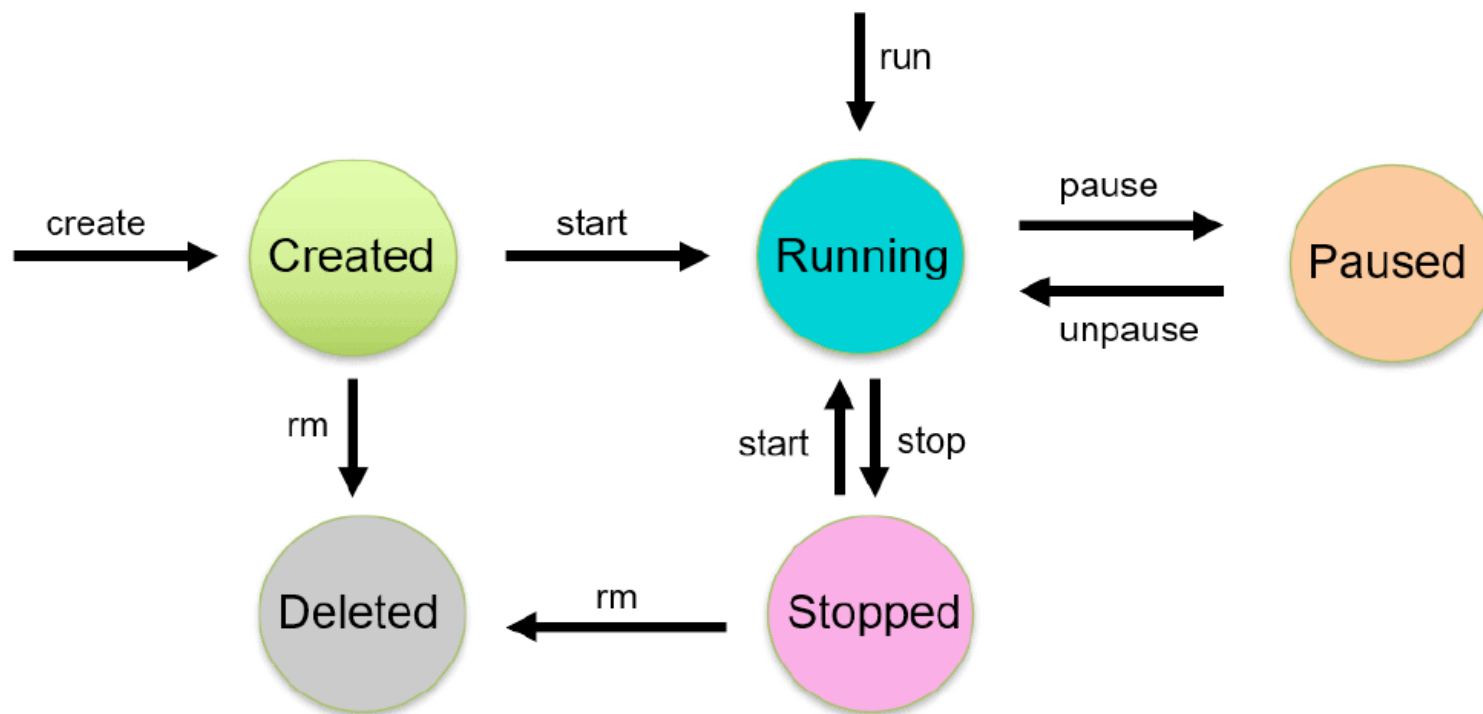 run
create
Created
start
Running
pause
Paused
unpause
rm
start
stop
Deleted
rm
Stopped